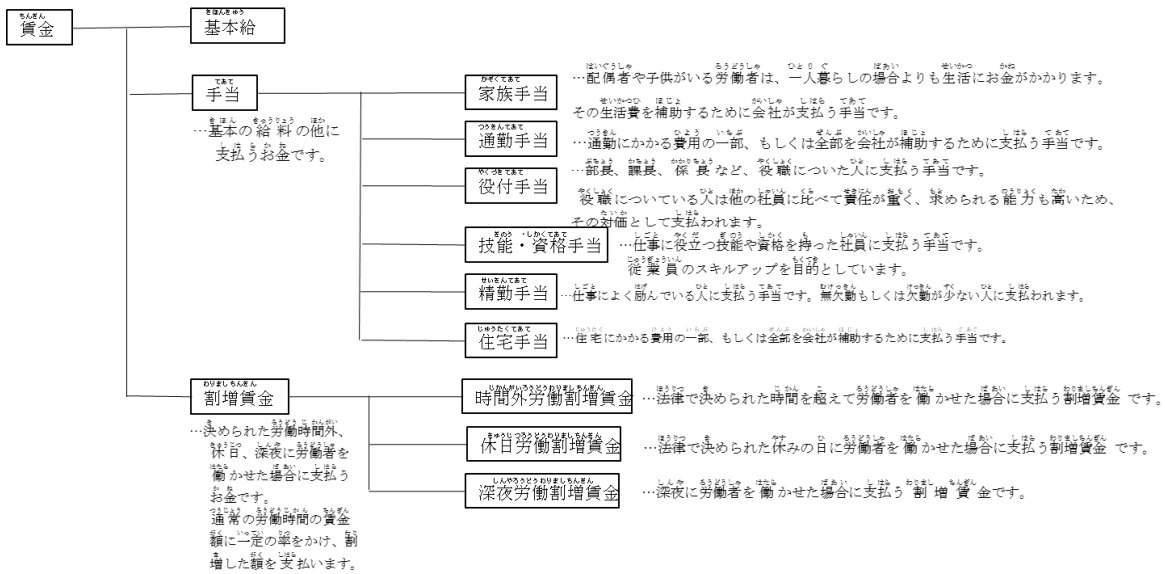 賃金
基本給
手当
…基本の給料の他に
支払うお金です。
家族手当
…配偶者や子供がいる労働者は、一人暮らしの場合よりも生活にお金がかかります。
その生活費を補助するために会社が支払う手当です。
通勤手当
…通勤にかかる費用の一部、もしくは全部を会社が補助するために支払う手当です。
役付手当
…部長、課長、係長など、役職についた人に支払う手当です。
役職についている人は他の社員に比べて責任が重く、求められる能力も高いため、
その対価として支払われます。
技能・資格手当
…仕事に役立つ技能や資格を持った社員に支払う手当です。
従業員のスキルアップを目的としています。
精勤手当
…仕事によく励んでいる人に支払う手当です。無欠勤もしくは欠勤が少ない人に支払われます。
住宅手当
…住宅にかかる費用の一部、もしくは全部を会社が補助するために支払う手当です。
割増賃金
…決められた労働時間外、
休日、深夜に労働者を
働かせた場合に支払う
お金です。
通常の労働時間の賃金
額に一定の率をかけ、割
増した額を支払います。
時間外労働割増賃金
…法律で決められた時間を超えて労働者を働かせた場合に支払う割増賃金です。
休日労働割増賃金
…法律で決められた休みの日に労働者を働かせた場合に支払う割増賃金です。
深夜労働割増賃金
…深夜に労働者を働かせた場合に支払う割増賃金です。